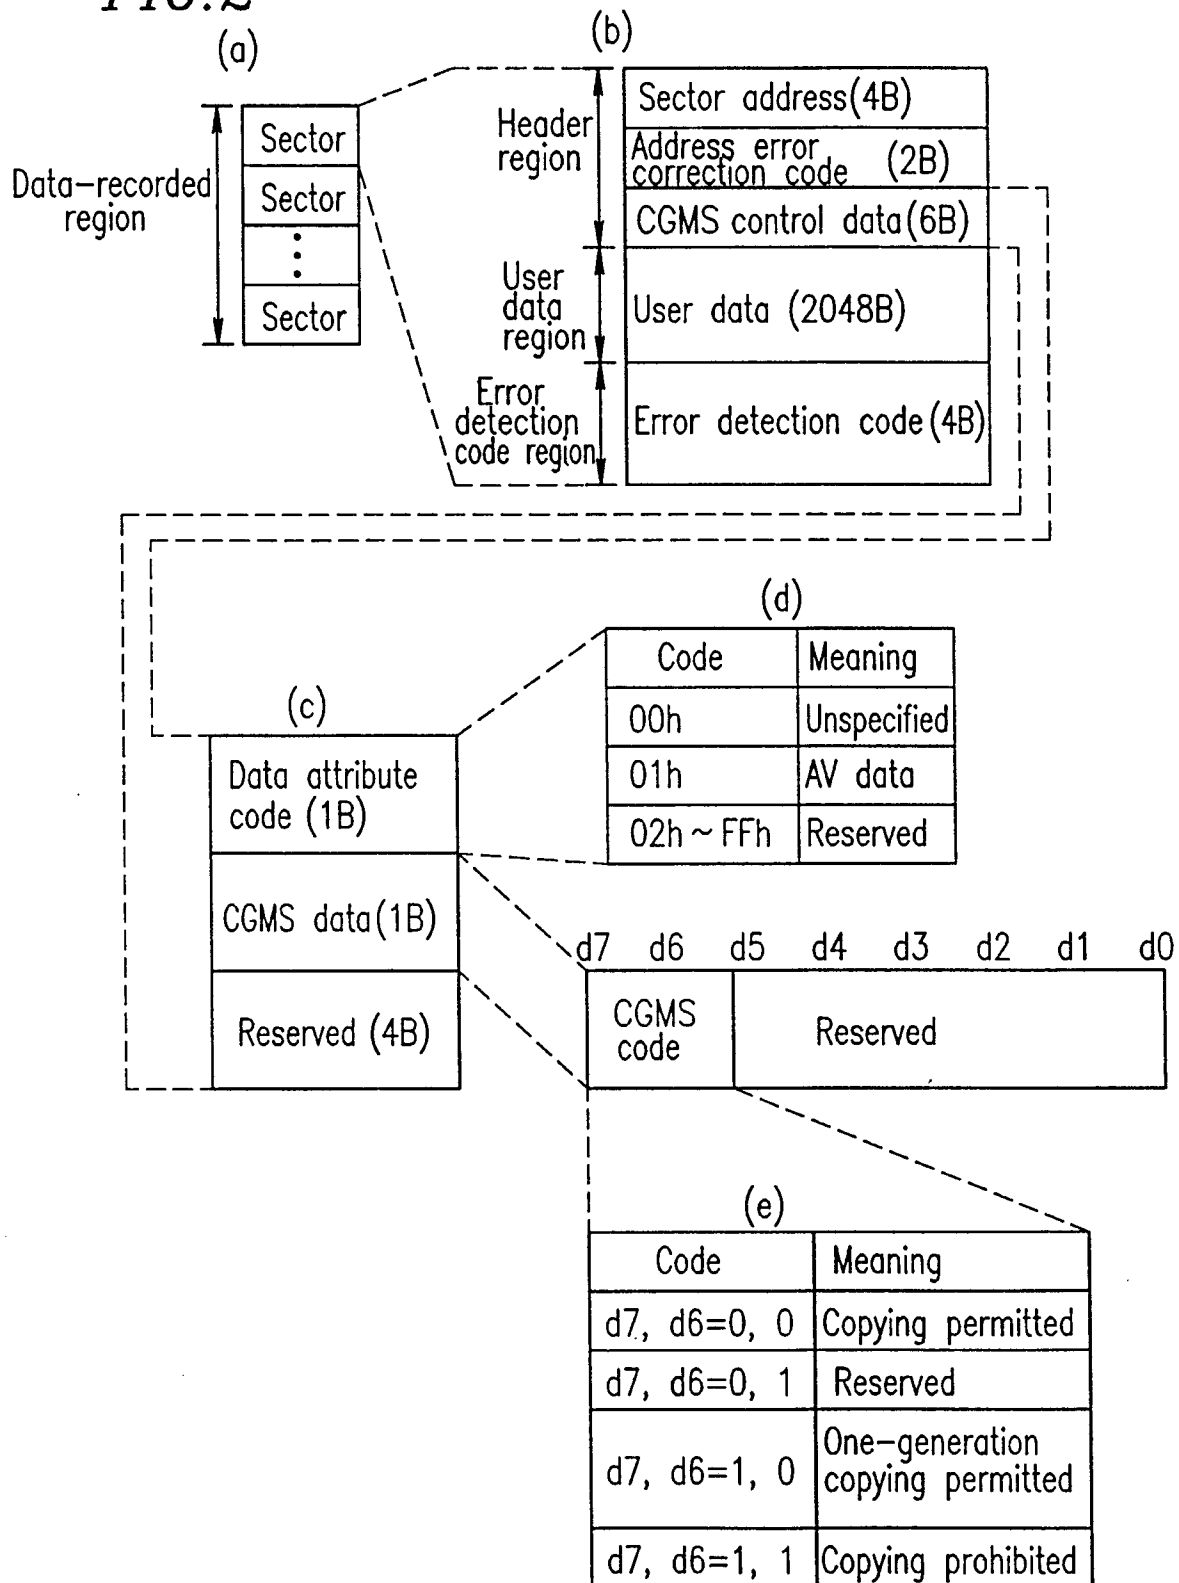 FIG.2
(a)
(b)
Data-recorded
region
Sector
Sector
Sector
Header
region
User
data
region
Error
detection
code region
Sector address(4B)
Address error
correction code (2B)
CGMS control data(6B)
User data (2048B)
Error detection code(4B)
(c)
Data attribute
code (1B)
CGMS data(1B)
Reserved (4B)
(d)
Code Meaning
00h Unspecified
01h AV data
02h ~ FFh Reserved
d7 d6 d5 d4 d3 d2 d1 d0
CGMS
code
Reserved
(e)
Code Meaning
d7, d6=0, 0 Copying permitted
d7, d6=0, 1 Reserved
d7, d6=1, 0 One-generation
copying permitted
d7, d6=1, 1 Copying prohibited